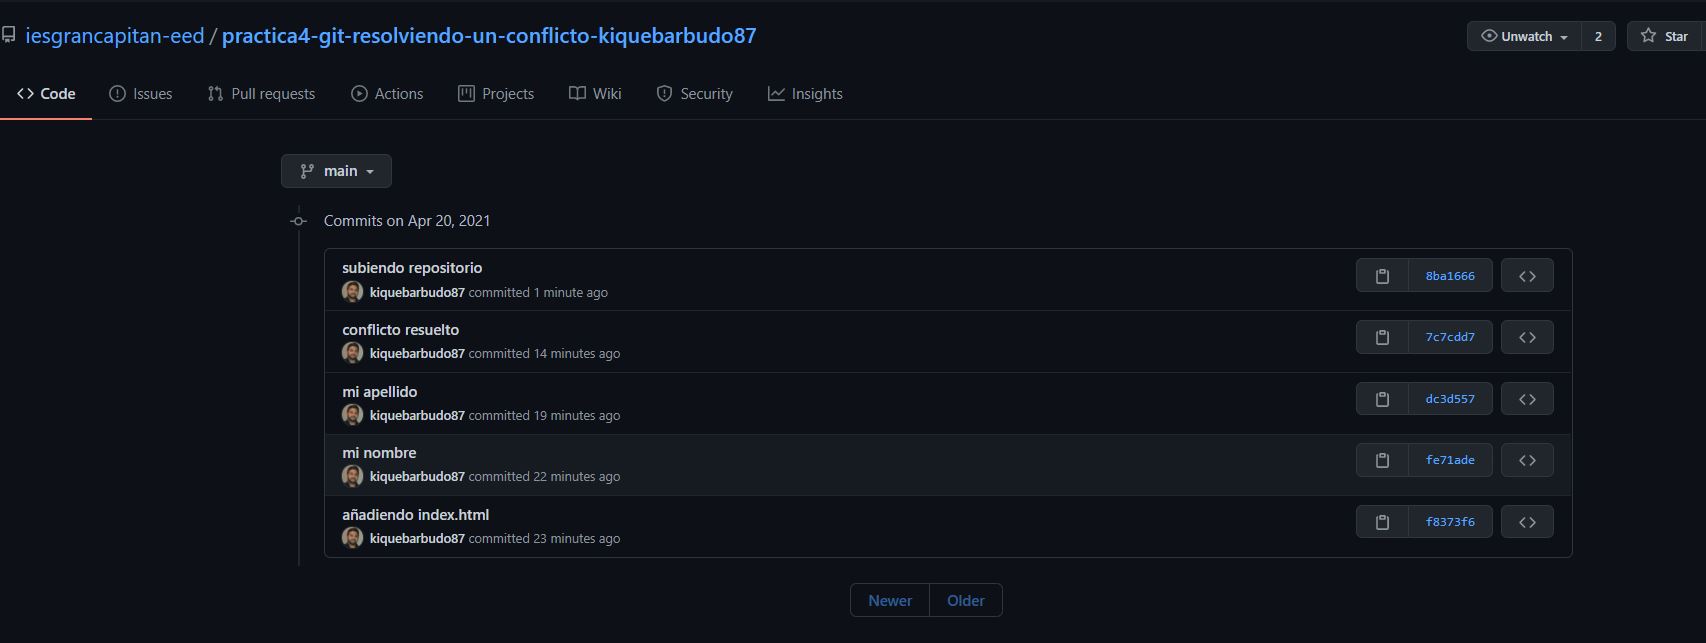 iesgrancapitan-eed / practica4-git-resolviendo-un-conflicto-kiquebarbudo87
Unwatch 2 Star
Code Issues Pull requests Actions Projects Wiki Security Insights
main
Commits on Apr 20, 2021
subiendo repositorio
kiquebarbudo87 committed 1 minute ago
8ba1666
conflicto resuelto
kiquebarbudo87 committed 14 minutes ago
7c7cdd7
mi apellido
kiquebarbudo87 committed 19 minutes ago
dc3d557
mi nombre
kiquebarbudo87 committed 22 minutes ago
fe71ade
añadiendo index.html
kiquebarbudo87 committed 23 minutes ago
f8373f6
Newer Older